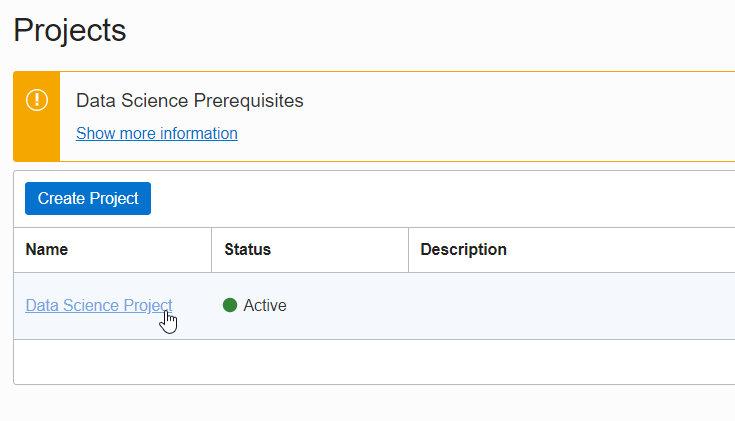 Projects
Data Science Prerequisites
Show more information
Create Project
Name Status Description
Data Science Project Active